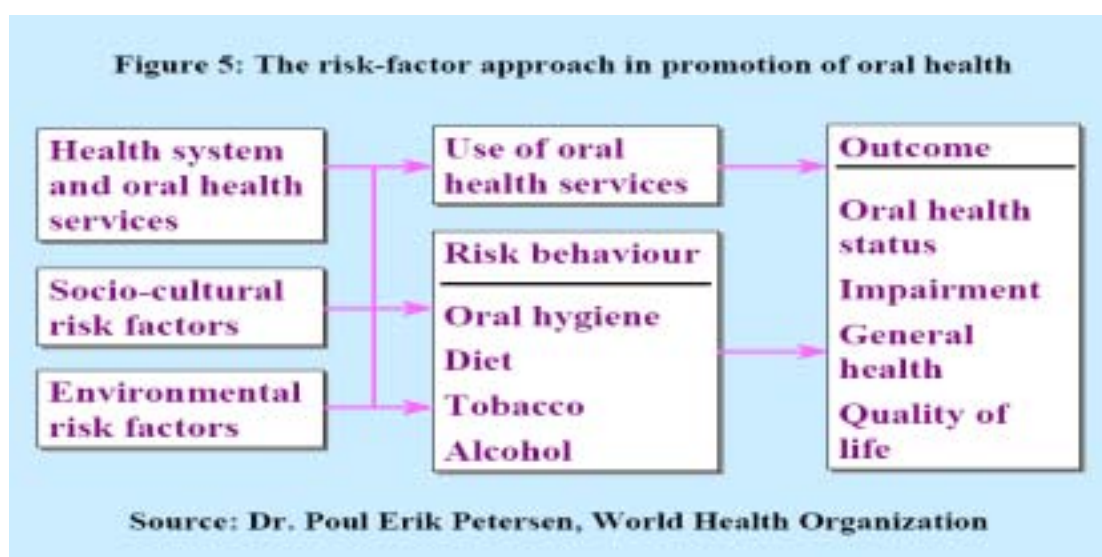 Figure 5: The risk-factor approach in promotion of oral health
Health system
and oral health
services
Socio-cultural
risk factors
Environmental
risk factors
Use of oral
health services
Risk behaviour
Oral hygiene
Diet
Tobacco
Alcohol
Outcome
Oral health
status
Impairment
General
health
Quality of
life
Source: Dr. Poul Erik Petersen, World Health Organization